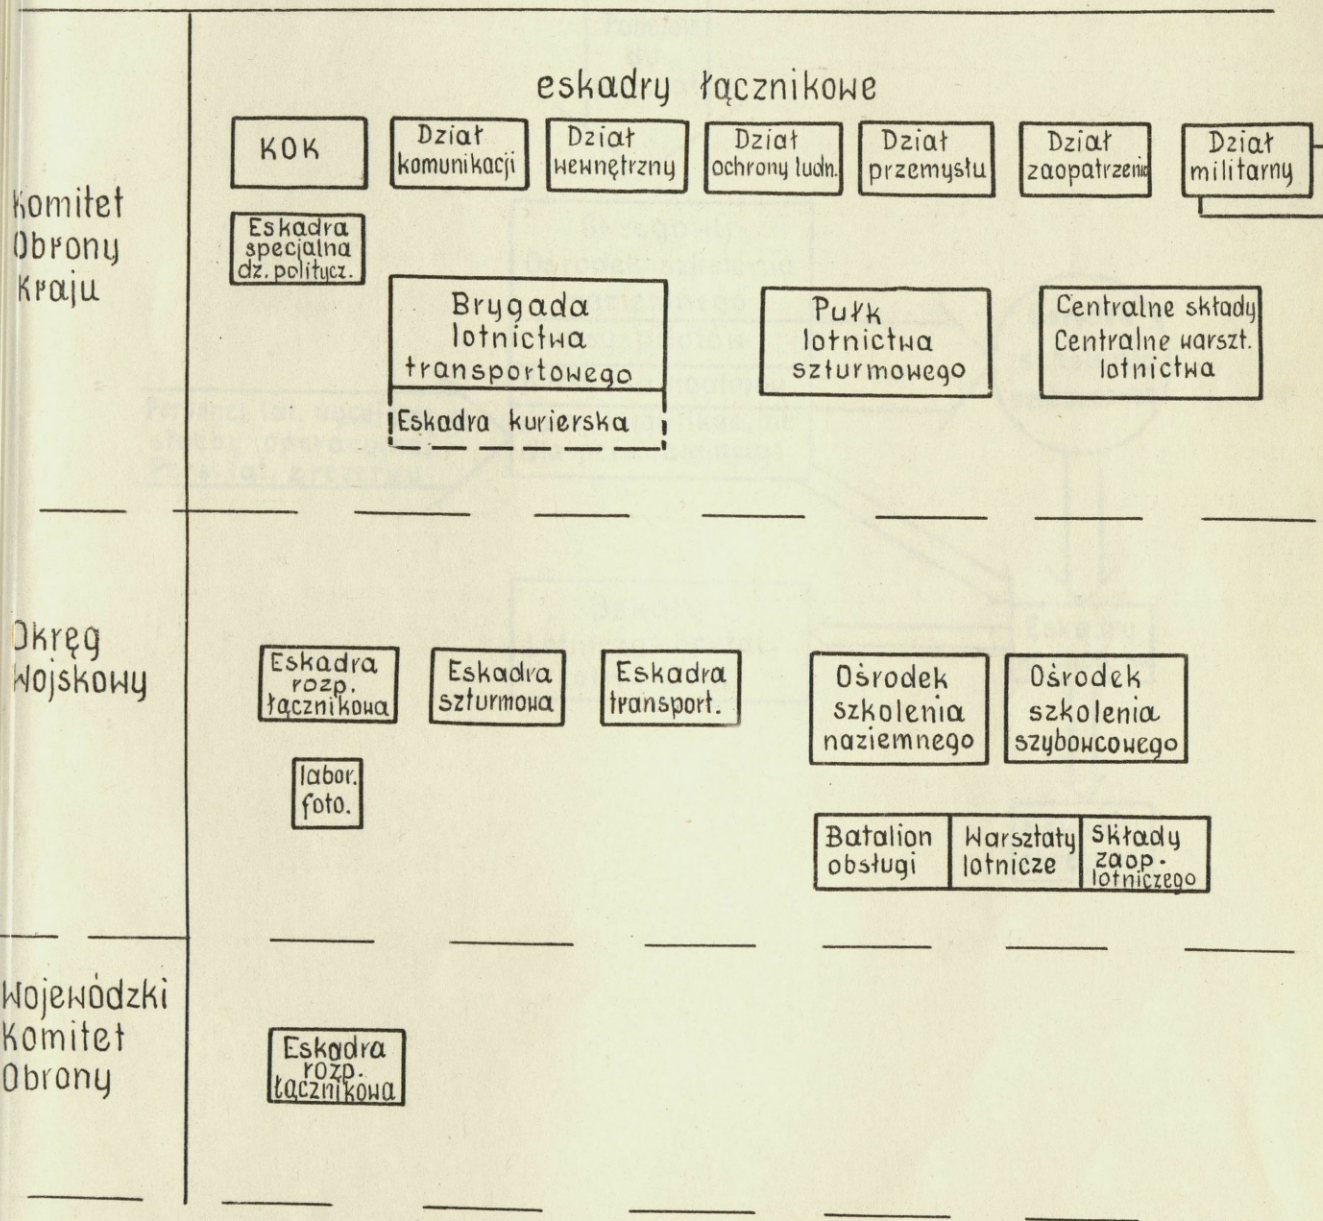 eskadry łącznikowe
KOK
Dział
komunikacji
Dział
wewnętrzny
Dział
ochrony ludn.
Dział
przemysłu
Dział
zaopatrzenia
Dział
militarny
Komitet
Obrony
Kraju
Eskadra
specjalna
dz. politycz.
Brygada
lotnictwa
transportowego
Eskadra kurierska
Pułk
lotnictwa
szturmowego
Centralne składy
Centralne warszt.
lotnictwa
Okręg
Wojskowy
Eskadra
rozp.
łącznikowa
Eskadra
szturmowa
Eskadra
transport.
Ośrodek
szkolenia
naziemnego
Ośrodek
szkolenia
szybowcowego
labor.
foto.
Batalion
obsługi
Warsztaty
lotnicze
Składy
zaop.
lotniczego
Wojewódzki
Komitet
Obrony
Eskadra
rozp.
łącznikowa